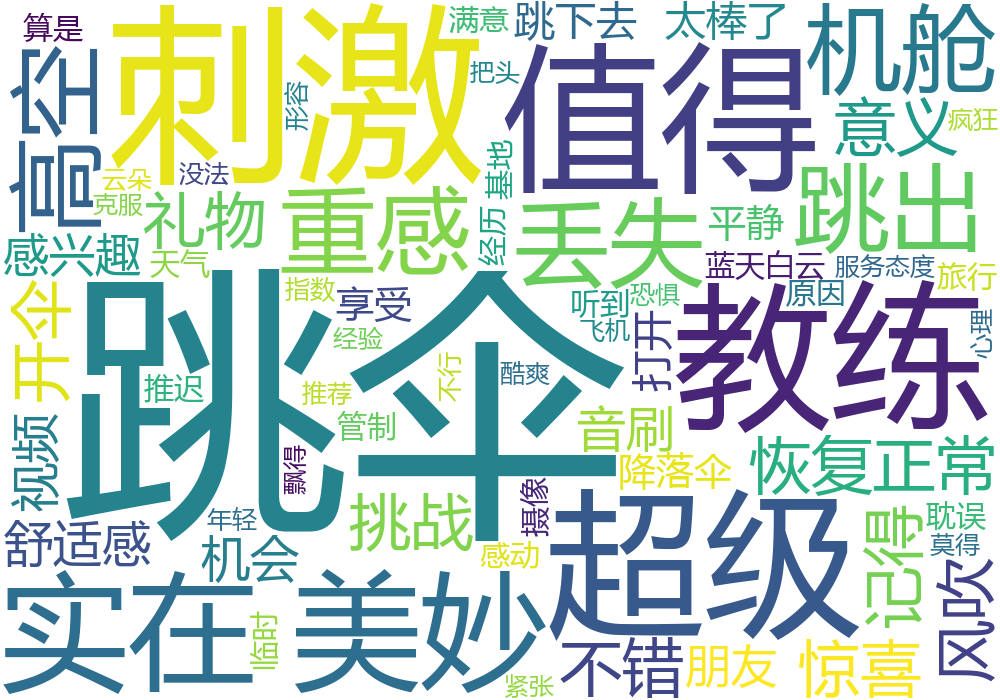 算是
刺激
满意
跳下去
太棒了
机舱
高空
形容
把头
值得
意义
疯狂
云朵
没法
克服
礼物
重感
基地
经历
丢失
平静
跳出
感兴趣
天气
指数
享受
蓝天白云
服务态度
旅行
听到
恐惧
原因
飞机
开伞
跳伞
经验
不行
酷爽
打开
教练
心理
推迟
推荐
管制
音刷
视频
飘得
降落伞
恢复正常
舒适感
年轻
机会
挑战
摄像
感动
超级
记得
耽误
莫得
实在
临时
美妙
紧张
不错
朋友
惊喜
风吹